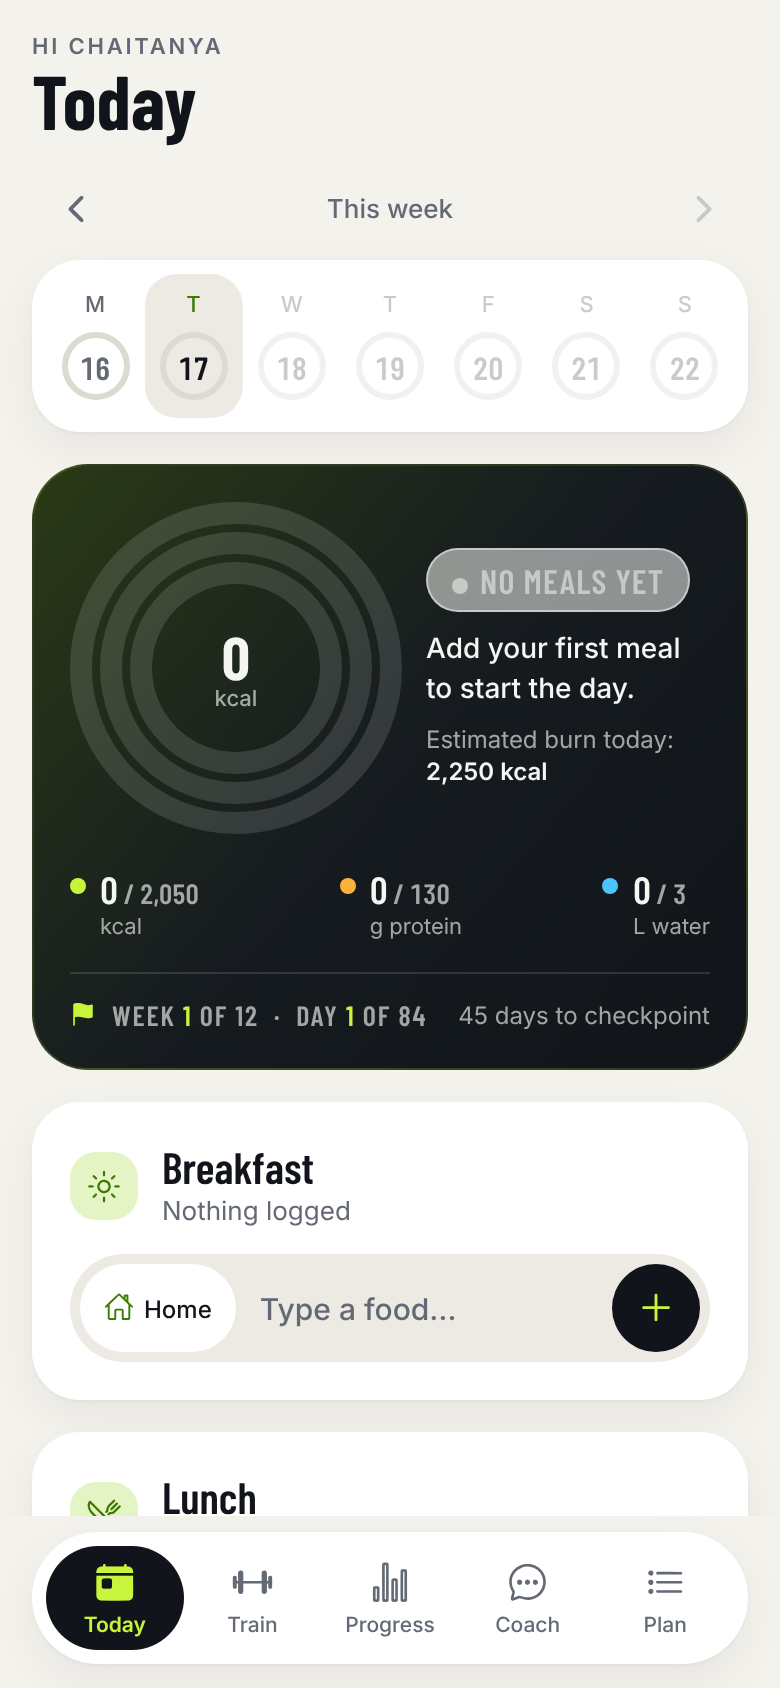 HI CHAITANYA
Today
This week
M T W T F S S
16 17 18 19 20 21 22
0
kcal
NO MEALS YET
Add your first meal
to start the day.
Estimated burn today:
2,250 kcal
0 / 2,050 0 / 130 0 / 3
kcal g protein L water
WEEK 1 OF 12 · DAY 1 OF 84 45 days to checkpoint
Breakfast
Nothing logged
Home Type a food...
Lunch
Today Train Progress Coach Plan